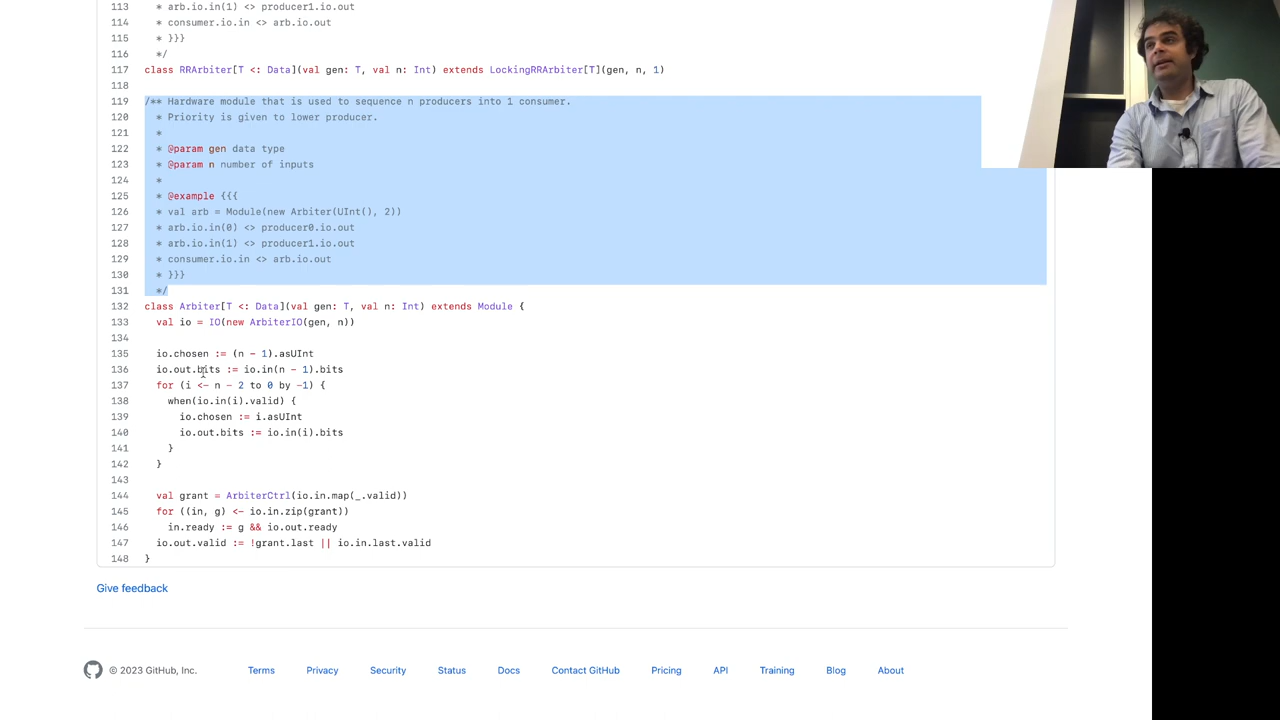 113 * arb.io.in(1) <> producer1.io.out
114 * consumer.io.in <> arb.io.out
115 * }}}
116 */
117 class RRArbiter[T <: Data](val gen: T, val n: Int) extends LockingRRArbiter[T](gen, n, 1)
118
119 /** Hardware module that is used to sequence n producers into 1 consumer.
120 * Priority is given to lower producer.
121 *
122 * @param gen data type
123 * @param n number of inputs
124 *
125 * @example {{{
126 * val arb = Module(new Arbiter(UInt(), 2))
127 * arb.io.in(0) <> producer0.io.out
128 * arb.io.in(1) <> producer1.io.out
129 * consumer.io.in <> arb.io.out
130 * }}}
131 */
132 class Arbiter[T <: Data](val gen: T, val n: Int) extends Module {
133 val io = IO(new ArbiterIO(gen, n))
134
135 io.chosen := (n - 1).asUInt
136 io.out.bits := io.in(n - 1).bits
137 for (i <- n - 2 to 0 by -1) {
138 when(io.in(i).valid) {
139 io.chosen := i.asUInt
140 io.out.bits := io.in(i).bits
141 }
142 }
143
144 val grant = ArbiterCtrl(io.in.map(_.valid))
145 for ((in, g) <- io.in.zip(grant))
146 in.ready := g && io.out.ready
147 io.out.valid := !grant.last || io.in.last.valid
148 }
Give feedback
© 2023 GitHub, Inc. Terms Privacy Security Status Docs Contact GitHub Pricing API Training Blog About